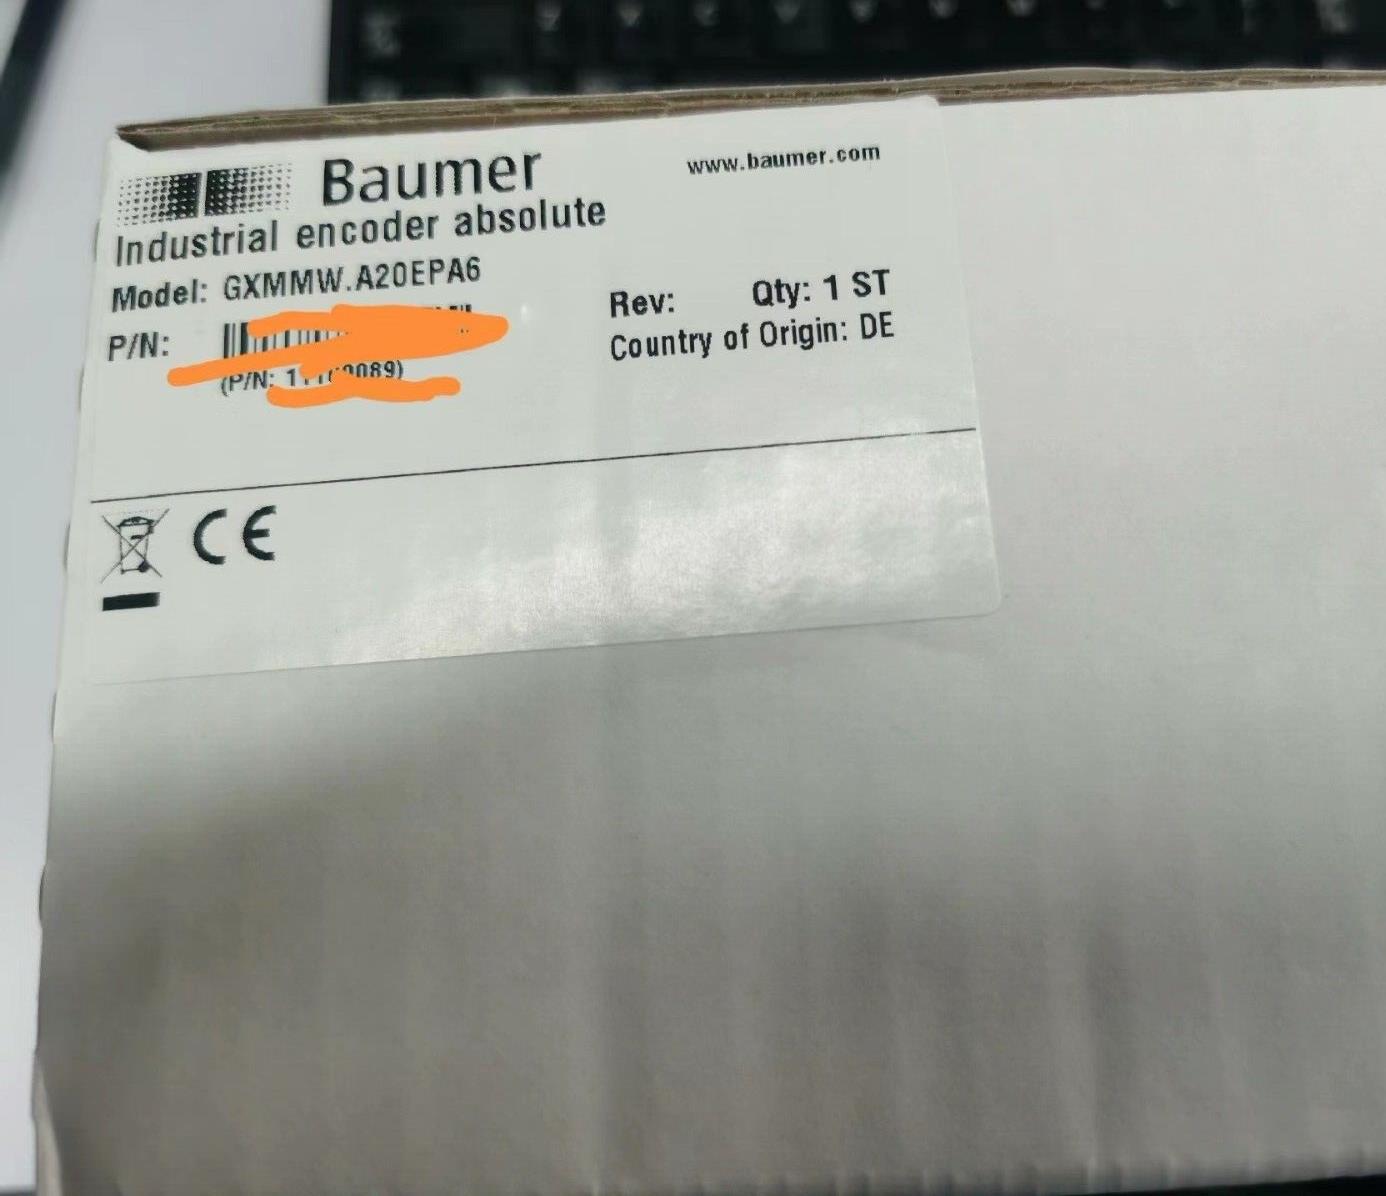 Baumer
www.baumer.com
Industrial encoder absolute
Model: GXMMW.A20EPA6
Rev: Qty: 1 ST
P/N:
Country of Origin: DE
(P/N:
CE